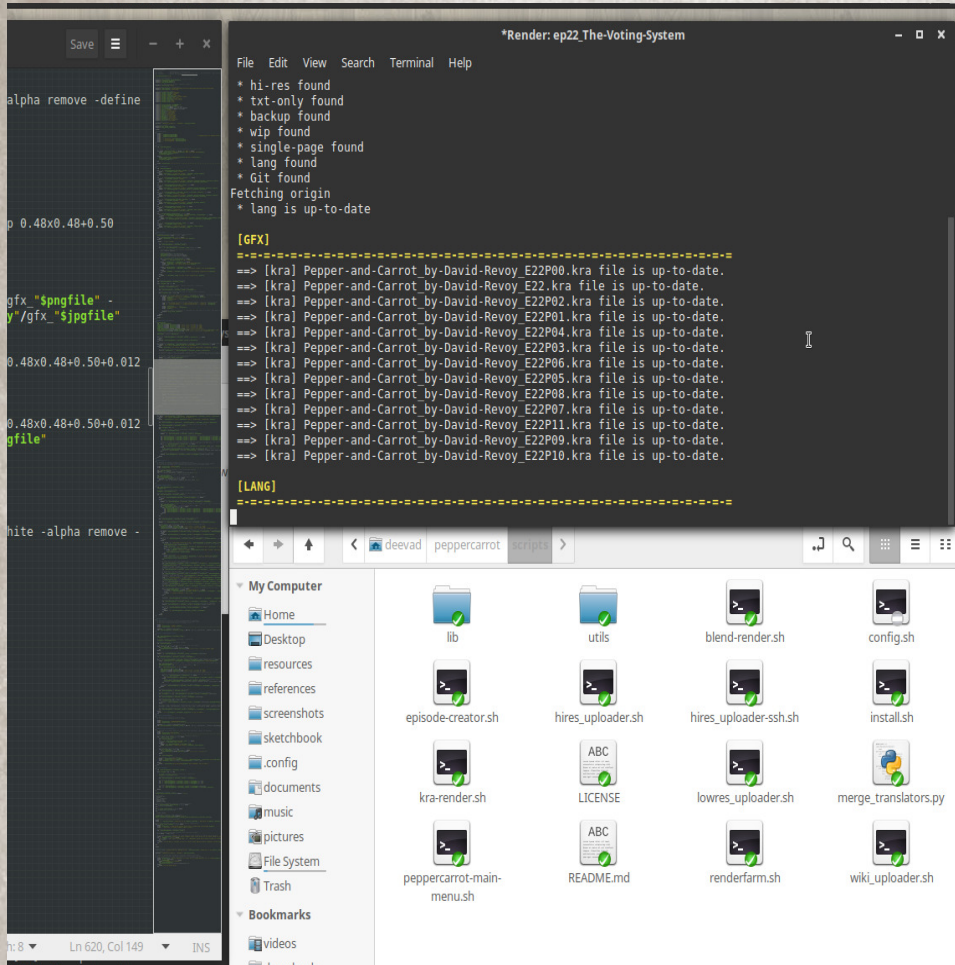 Save
alpha remove -define
p 0.48x0.48+0.50
gfx_"$pngfile" -
y"/gfx_"$jpgfile"
0.48x0.48+0.50+0.012
0.48x0.48+0.50+0.012
gfile"
hite -alpha remove -
h: 8
Ln 620, Col 149
INS
*Render: ep22_The-Voting-System
File Edit View Search Terminal Help
* hi-res found
* txt-only found
* backup found
* wip found
* single-page found
* lang found
* Git found
Fetching origin
* lang is up-to-date
[GFX]
=-=-=-=-=-=--=-=-=-=-=-=-=-=-=-=-=-=-=-=-=-=-=-=-=-=-=-=-=-=-=-=-=-=-=-=
==> [kra] Pepper-and-Carrot_by-David-Revoy_E22P00.kra file is up-to-date.
==> [kra] Pepper-and-Carrot_by-David-Revoy_E22.kra file is up-to-date.
==> [kra] Pepper-and-Carrot_by-David-Revoy_E22P02.kra file is up-to-date.
==> [kra] Pepper-and-Carrot_by-David-Revoy_E22P01.kra file is up-to-date.
==> [kra] Pepper-and-Carrot_by-David-Revoy_E22P04.kra file is up-to-date.
==> [kra] Pepper-and-Carrot_by-David-Revoy_E22P03.kra file is up-to-date.
==> [kra] Pepper-and-Carrot_by-David-Revoy_E22P06.kra file is up-to-date.
==> [kra] Pepper-and-Carrot_by-David-Revoy_E22P05.kra file is up-to-date.
==> [kra] Pepper-and-Carrot_by-David-Revoy_E22P08.kra file is up-to-date.
==> [kra] Pepper-and-Carrot_by-David-Revoy_E22P07.kra file is up-to-date.
==> [kra] Pepper-and-Carrot_by-David-Revoy_E22P11.kra file is up-to-date.
==> [kra] Pepper-and-Carrot_by-David-Revoy_E22P09.kra file is up-to-date.
==> [kra] Pepper-and-Carrot_by-David-Revoy_E22P10.kra file is up-to-date.
[LANG]
=-=-=-=-=-=--=-=-=-=-=-=-=-=-=-=-=-=-=-=-=-=-=-=-=-=-=-=-=-=-=-=-=-=-=-=
deevad peppercarrot scripts
My Computer
Home
Desktop
resources
references
screenshots
sketchbook
.config
documents
music
pictures
File System
Trash
Bookmarks
videos
lib utils blend-render.sh config.sh
episode-creator.sh hires_uploader.sh hires_uploader-ssh.sh install.sh
ABC
kra-render.sh LICENSE lowres_uploader.sh merge_translators.py
ABC
peppercarrot-main-menu.sh README.md renderfarm.sh wiki_uploader.sh